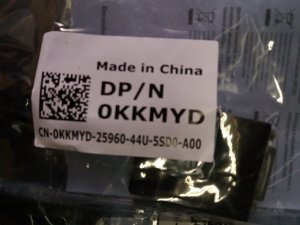 Made in China
DP/N
0KKMYD
CN-0KKMYD-25960-44U-5SD0-A00